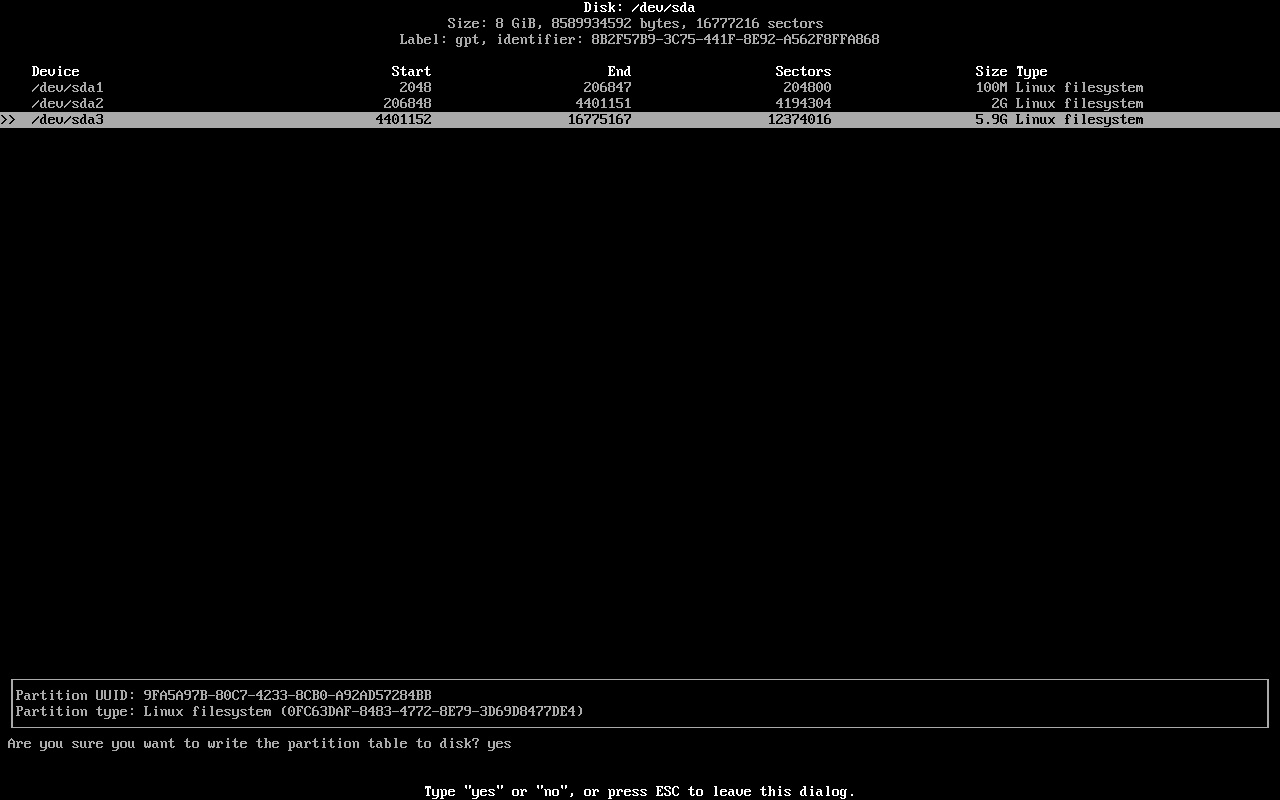 Disk: /dev/sda
Size: 8 GiB, 8589934592 bytes, 16777216 sectors
Label: gpt, identifier: 8B2F57B9-3C75-441F-8E92-A562F8FFA868
Device Start End Sectors Size Type
/dev/sda1 2048 206847 204800 100M Linux filesystem
/dev/sda2 206848 4401151 4194304 2G Linux filesystem
>> /dev/sda3 4401152 16775167 12374016 5.9G Linux filesystem
Partition UUID: 9FA5A97B-80C7-4233-8CB0-A92AD57284BB
Partition type: Linux filesystem (0FC63DAF-8483-4772-8E79-3D69D8477DE4)
Are you sure you want to write the partition table to disk? yes
Type "yes" or "no", or press ESC to leave this dialog.